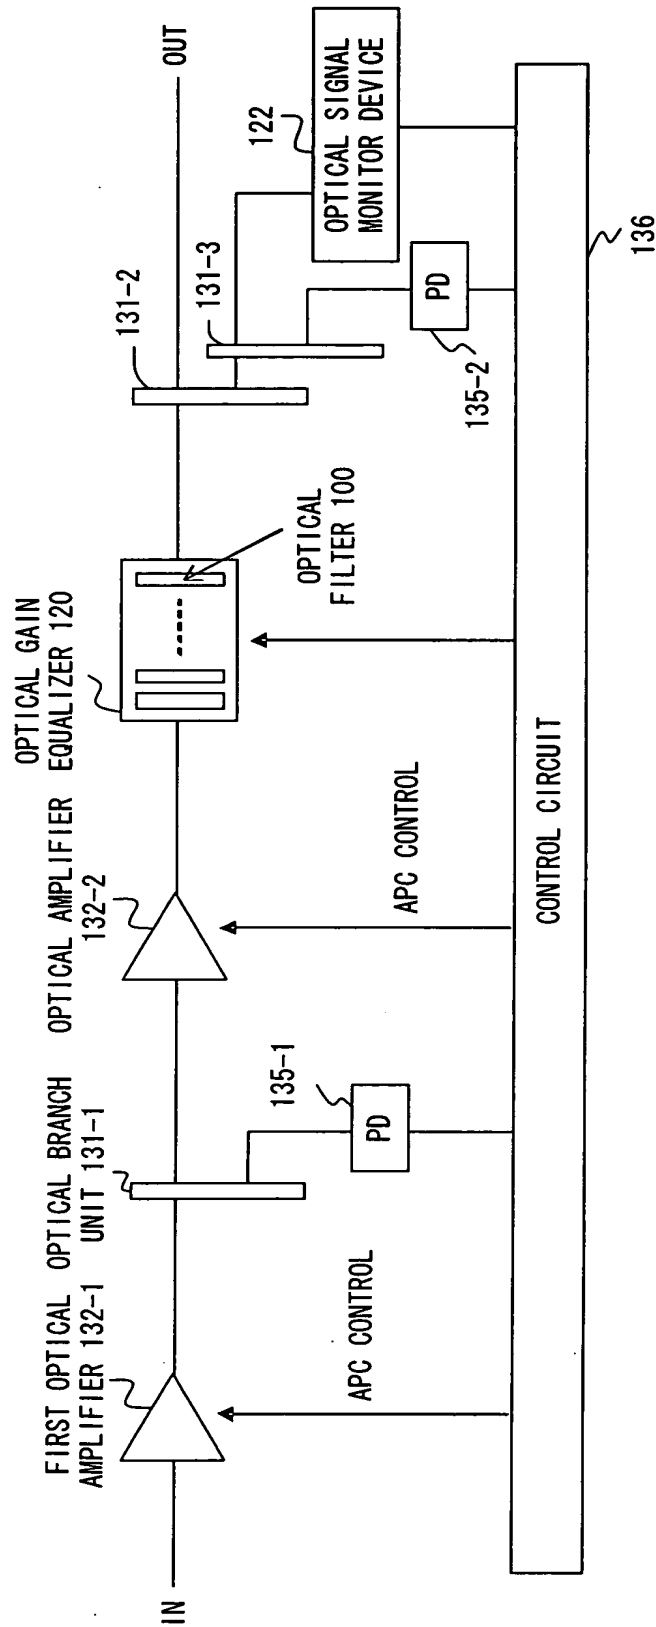 IN
FIRST OPTICAL
AMPLIFIER 132-1
OPTICAL BRANCH
UNIT 131-1
OPTICAL AMPLIFIER
132-2
OPTICAL GAIN
EQUALIZER 120
OPTICAL
FILTER 100
131-2
131-3
OUT
122
OPTICAL SIGNAL
MONITOR DEVICE
APC CONTROL
135-1
PD
APC CONTROL
PD
135-2
CONTROL CIRCUIT
136